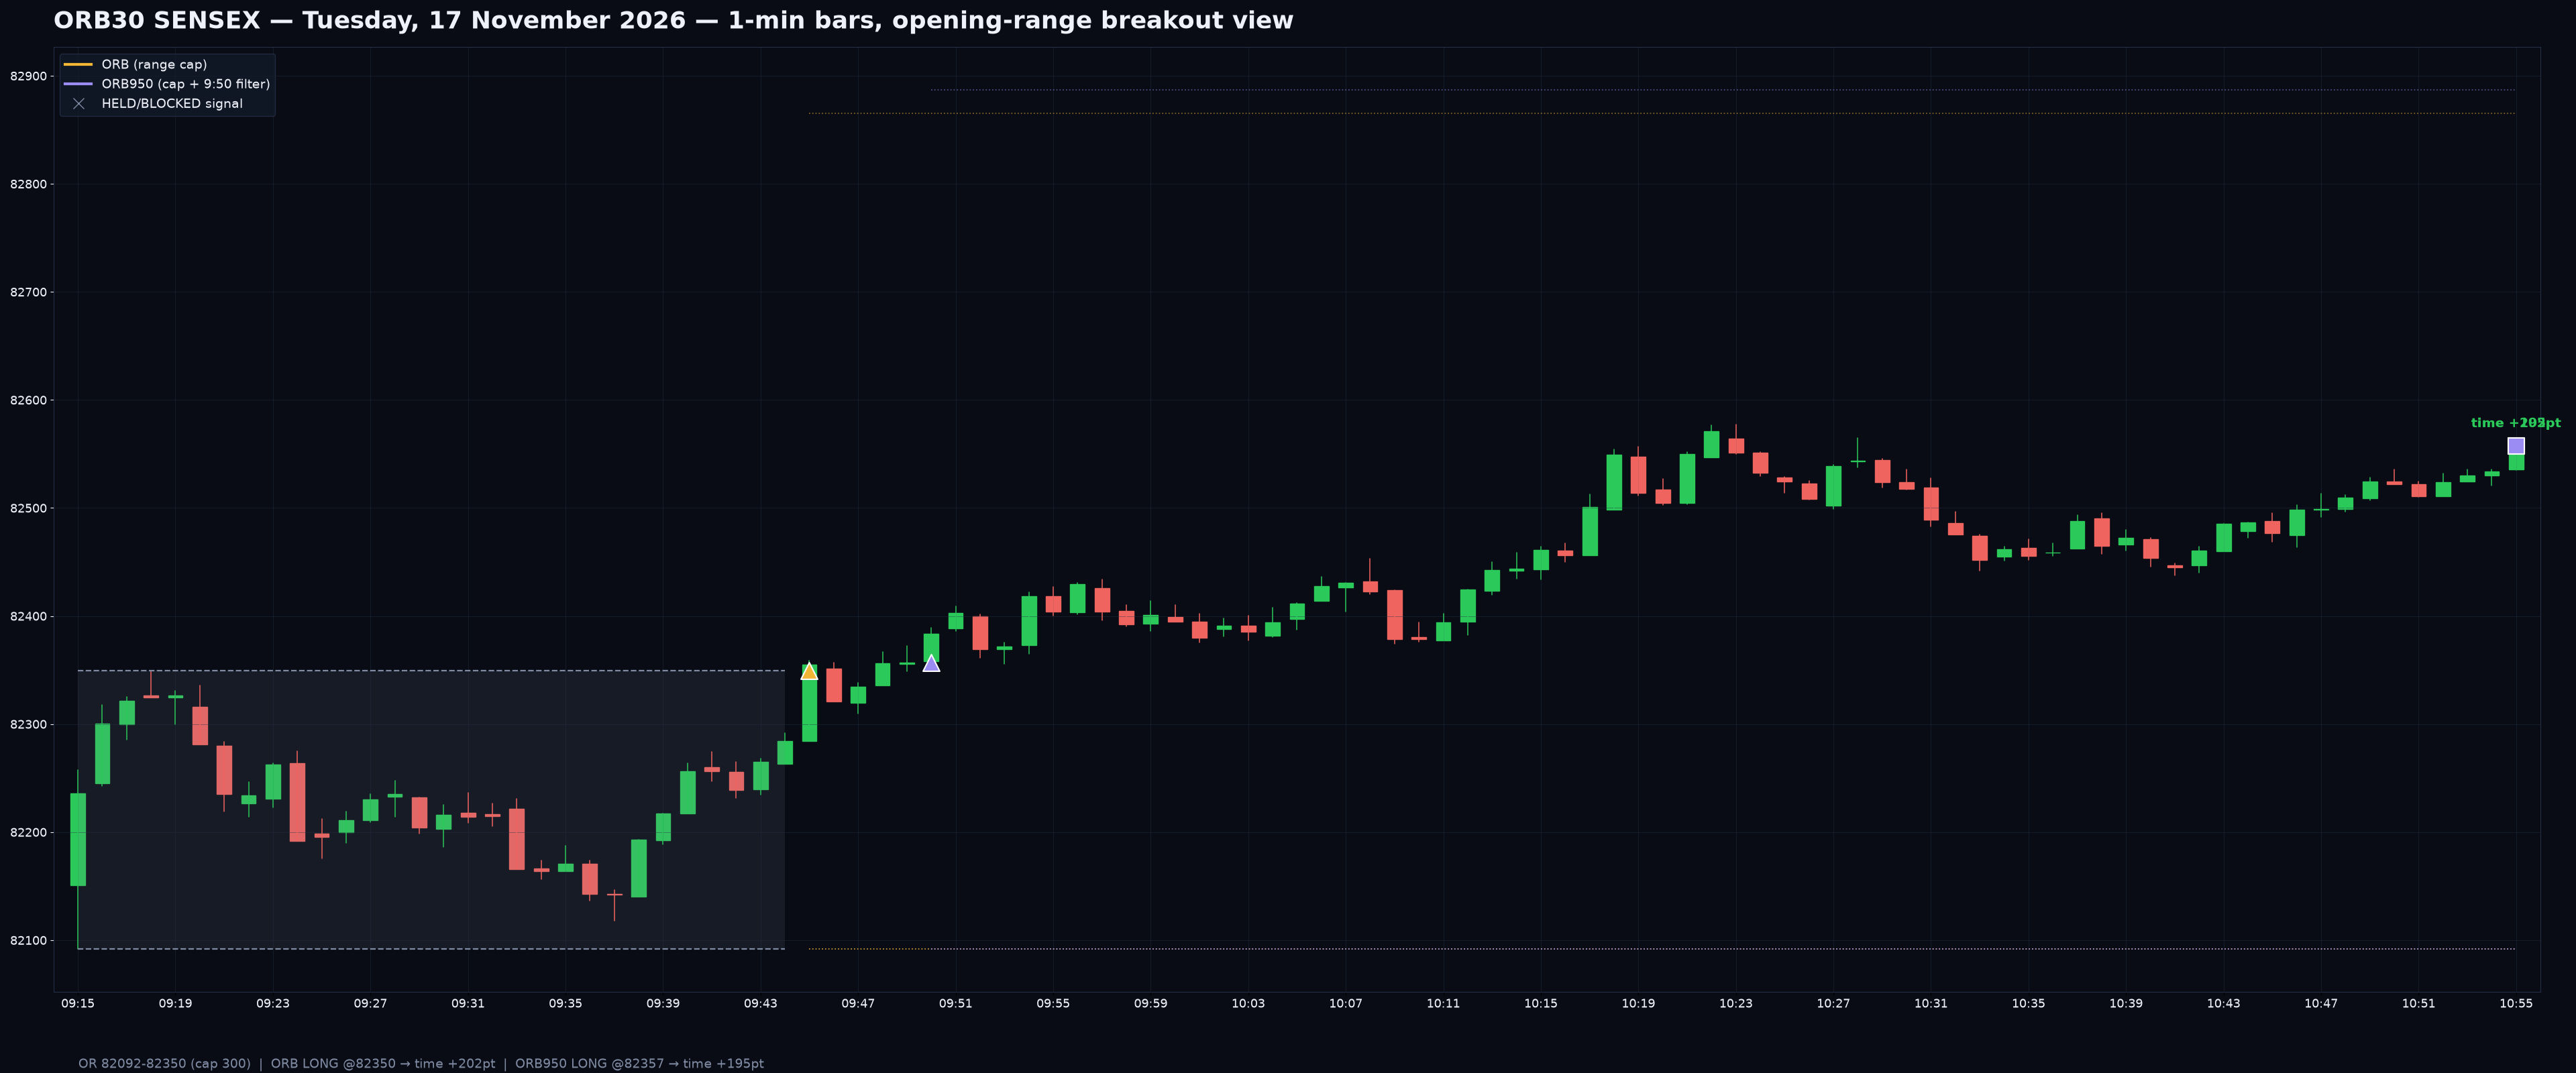 ORB30 SENSEX — Tuesday, 17 November 2026 — 1-min bars, opening-range breakout view
ORB (range cap)
ORB950 (cap + 9:50 filter)
HELD/BLOCKED signal
82900
82800
82700
82600
82500
82400
82300
82200
82100
time +
pt
09:15 09:19 09:23 09:27 09:31 09:35 09:39 09:43 09:47 09:51 09:55 09:59 10:03 10:07 10:11 10:15 10:19 10:23 10:27 10:31 10:35 10:39 10:43 10:47 10:51 10:55
OR 82092-82350 (cap 300) | ORB LONG @82350 → time +202pt | ORB950 LONG @82357 → time +195pt